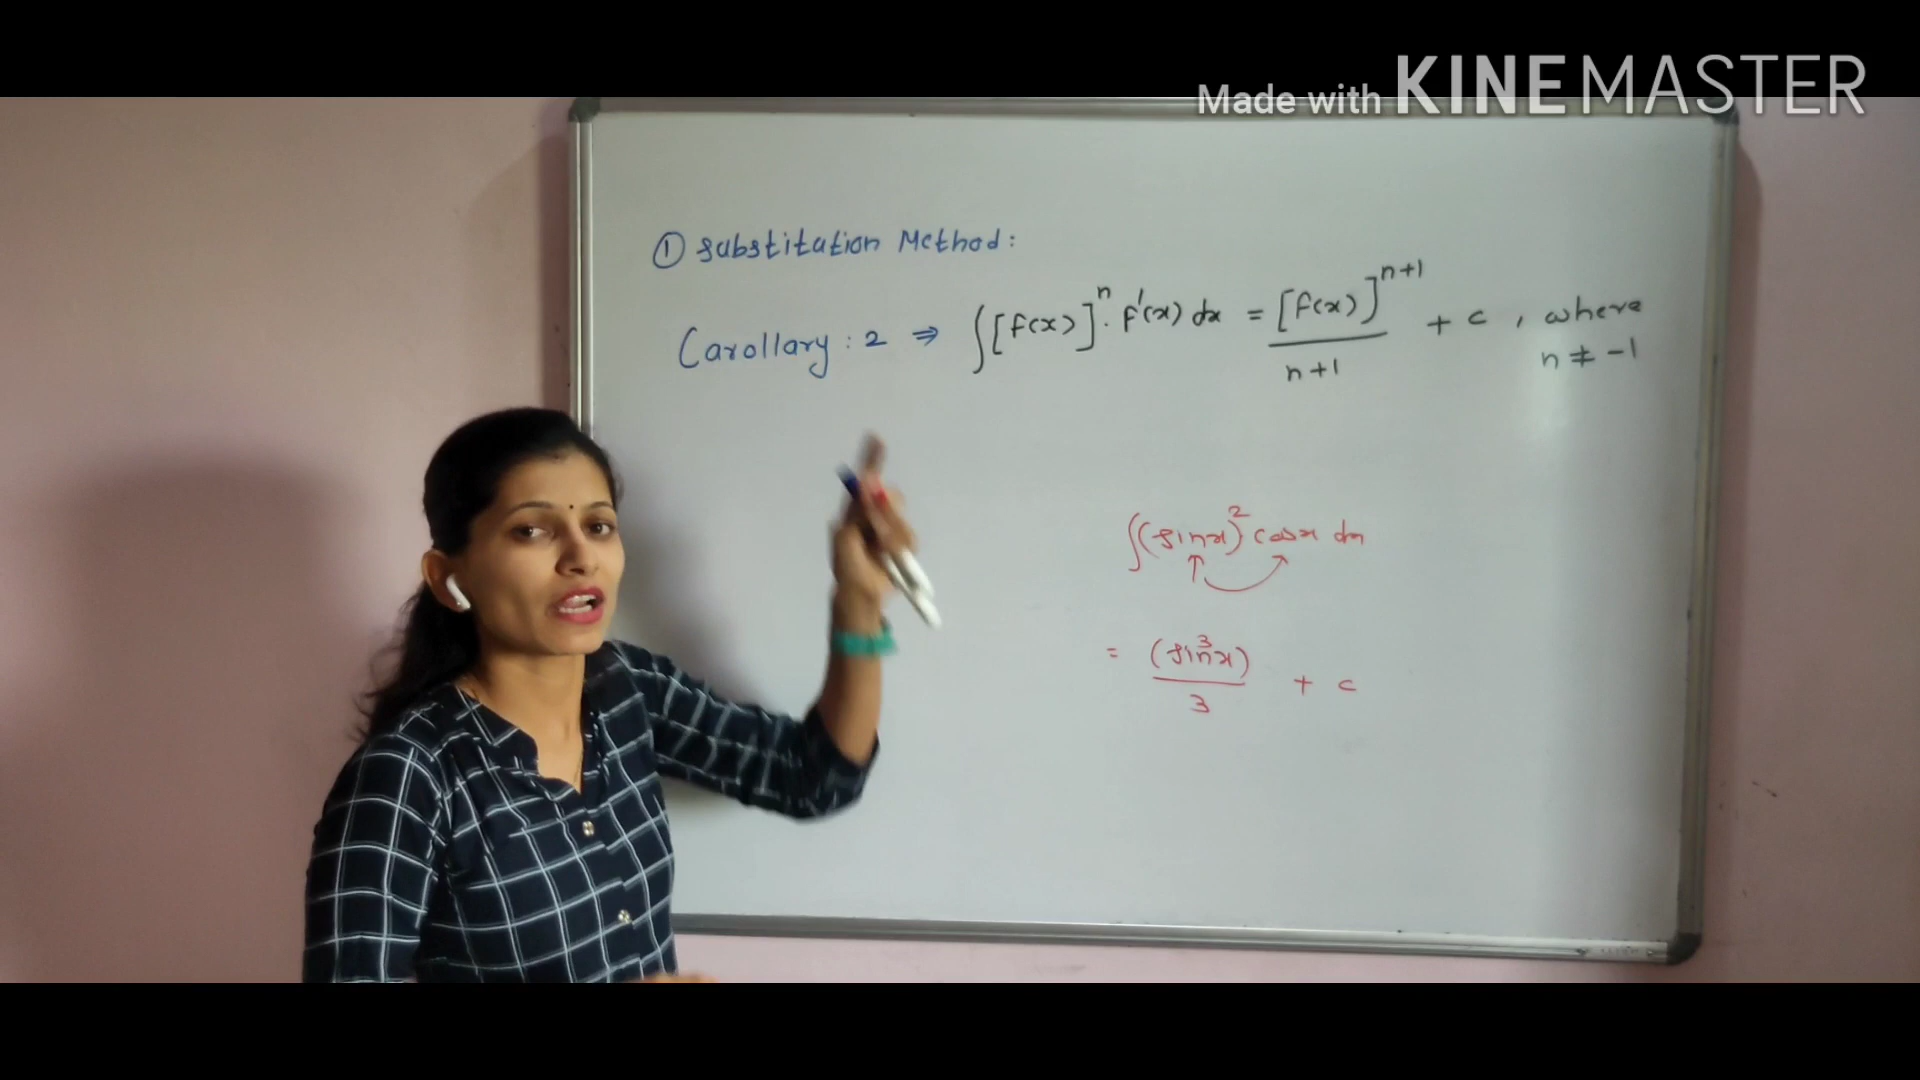 Made with KINEMASTER
① Substitution Method:
Carollary : 2 ⇒ ∫[f(x)]ⁿ · f'(x) dx = [f(x)]ⁿ⁺¹ / n+1 + c , where n ≠ -1
∫(sinx)² cosx dx
= (sin³x) / 3 + c